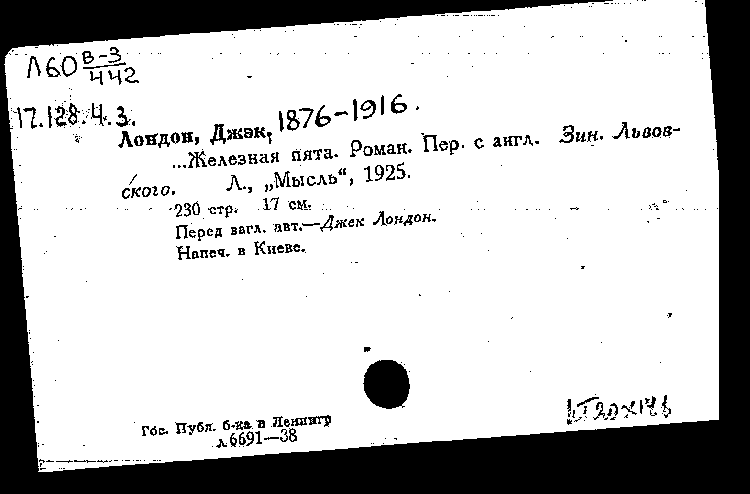 Л60 В-3/442
17.128.4.3.
Лондон, Джэк, 1876-1916.
...Железная пята. Роман. Пер. с англ. Зин. Львов-
ского. Л., „Мысль“, 1925.
230 стр. 17 см.
Перед загл. авт.—Джек Лондон.
Напеч. в Киеве.
Гос. Публ. б-ка в Ленингр
л 6691—38